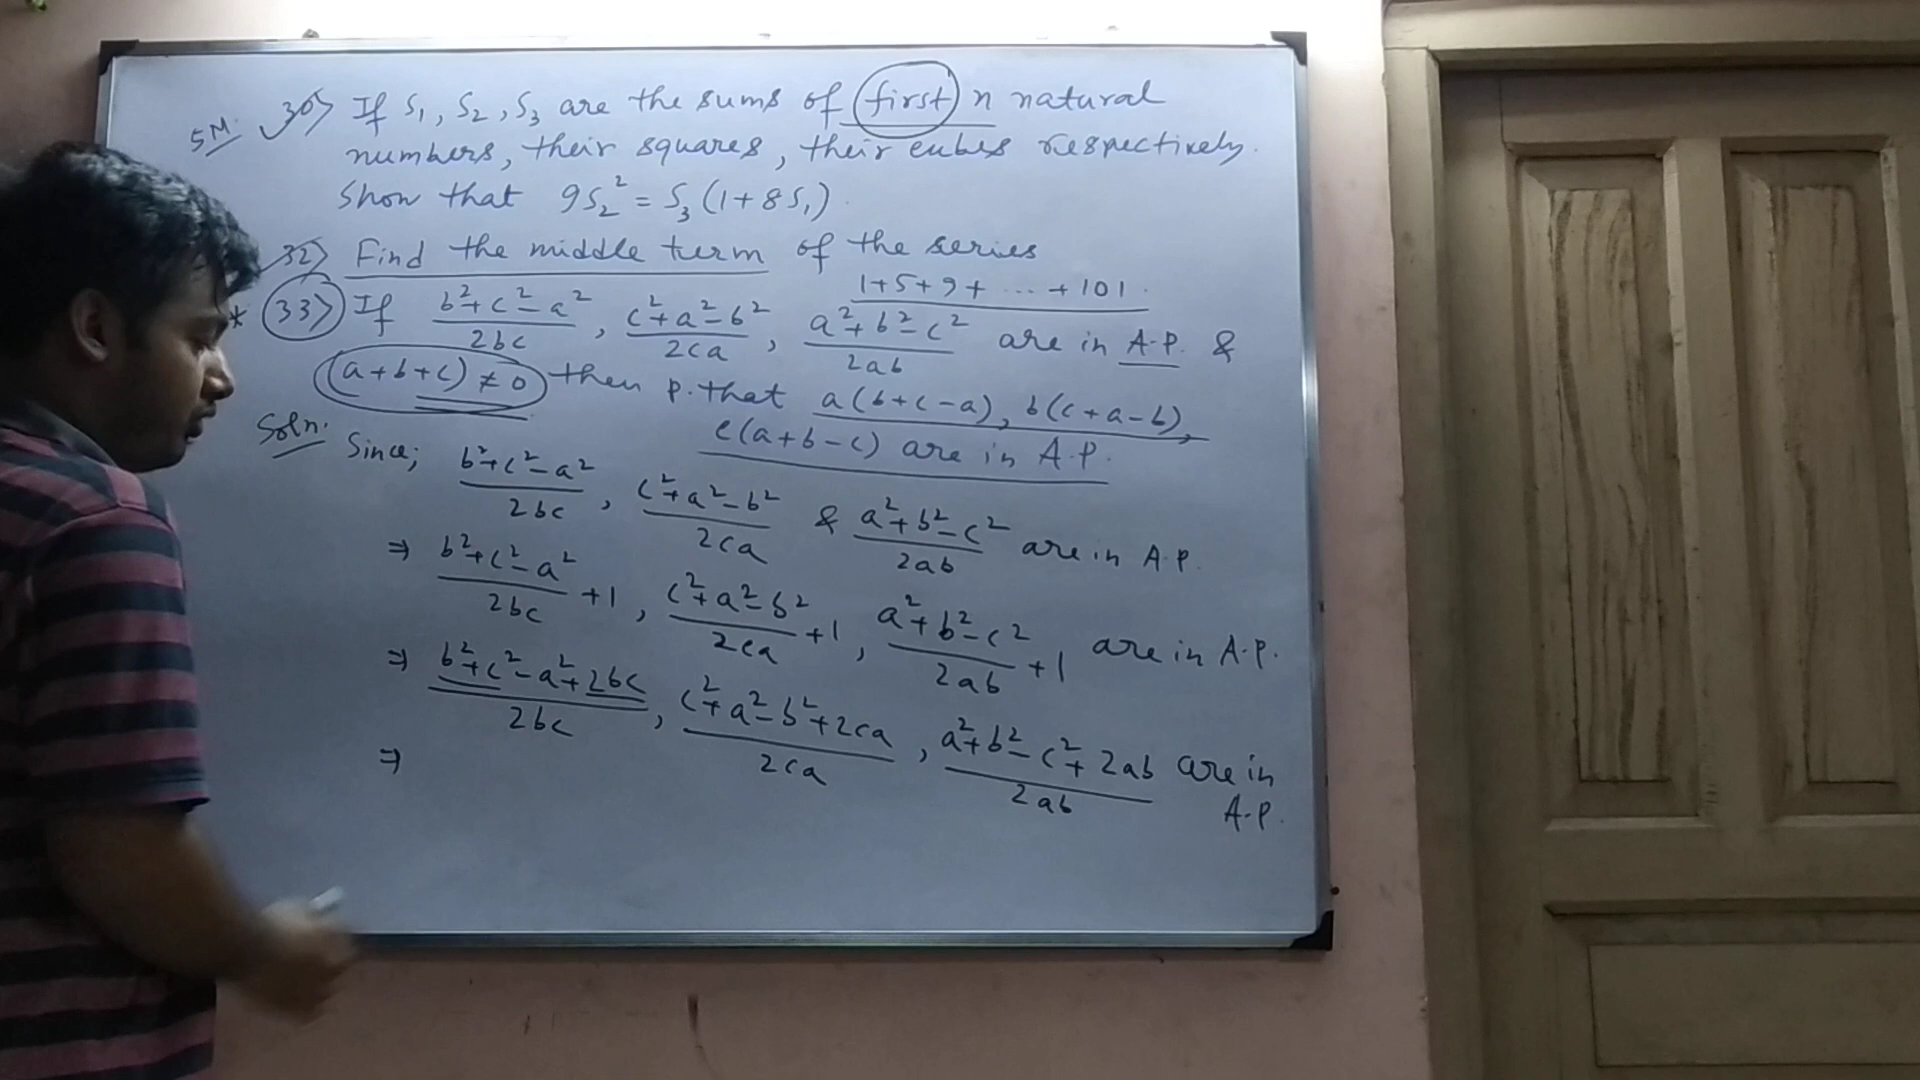 5M. 30> If S₁, S₂, S₃ are the sums of first n natural
numbers, their squares, their cubes respectively.
Show that 9S₂² = S₃ (1+8S₁)
32> Find the middle term of the series
1+5+9+ ... +101.
* 33> If (b²+c²-a²)/2bc, (c²+a²-b²)/2ca, (a²+b²-c²)/2ab are in A.P. &
(a+b+c) ≠ 0 then p. that a(b+c-a), b(c+a-b),
c(a+b-c) are in A.P.
Soln. Since; (b²+c²-a²)/2bc, (c²+a²-b²)/2ca & (a²+b²-c²)/2ab are in A.P.
⇒ (b²+c²-a²)/2bc +1, (c²+a²-b²)/2ca +1, (a²+b²-c²)/2ab +1 are in A.P.
⇒ (b²+c²-a²+2bc)/2bc, (c²+a²-b²+2ca)/2ca, (a²+b²-c²+2ab)/2ab are in
A.P.
⇒